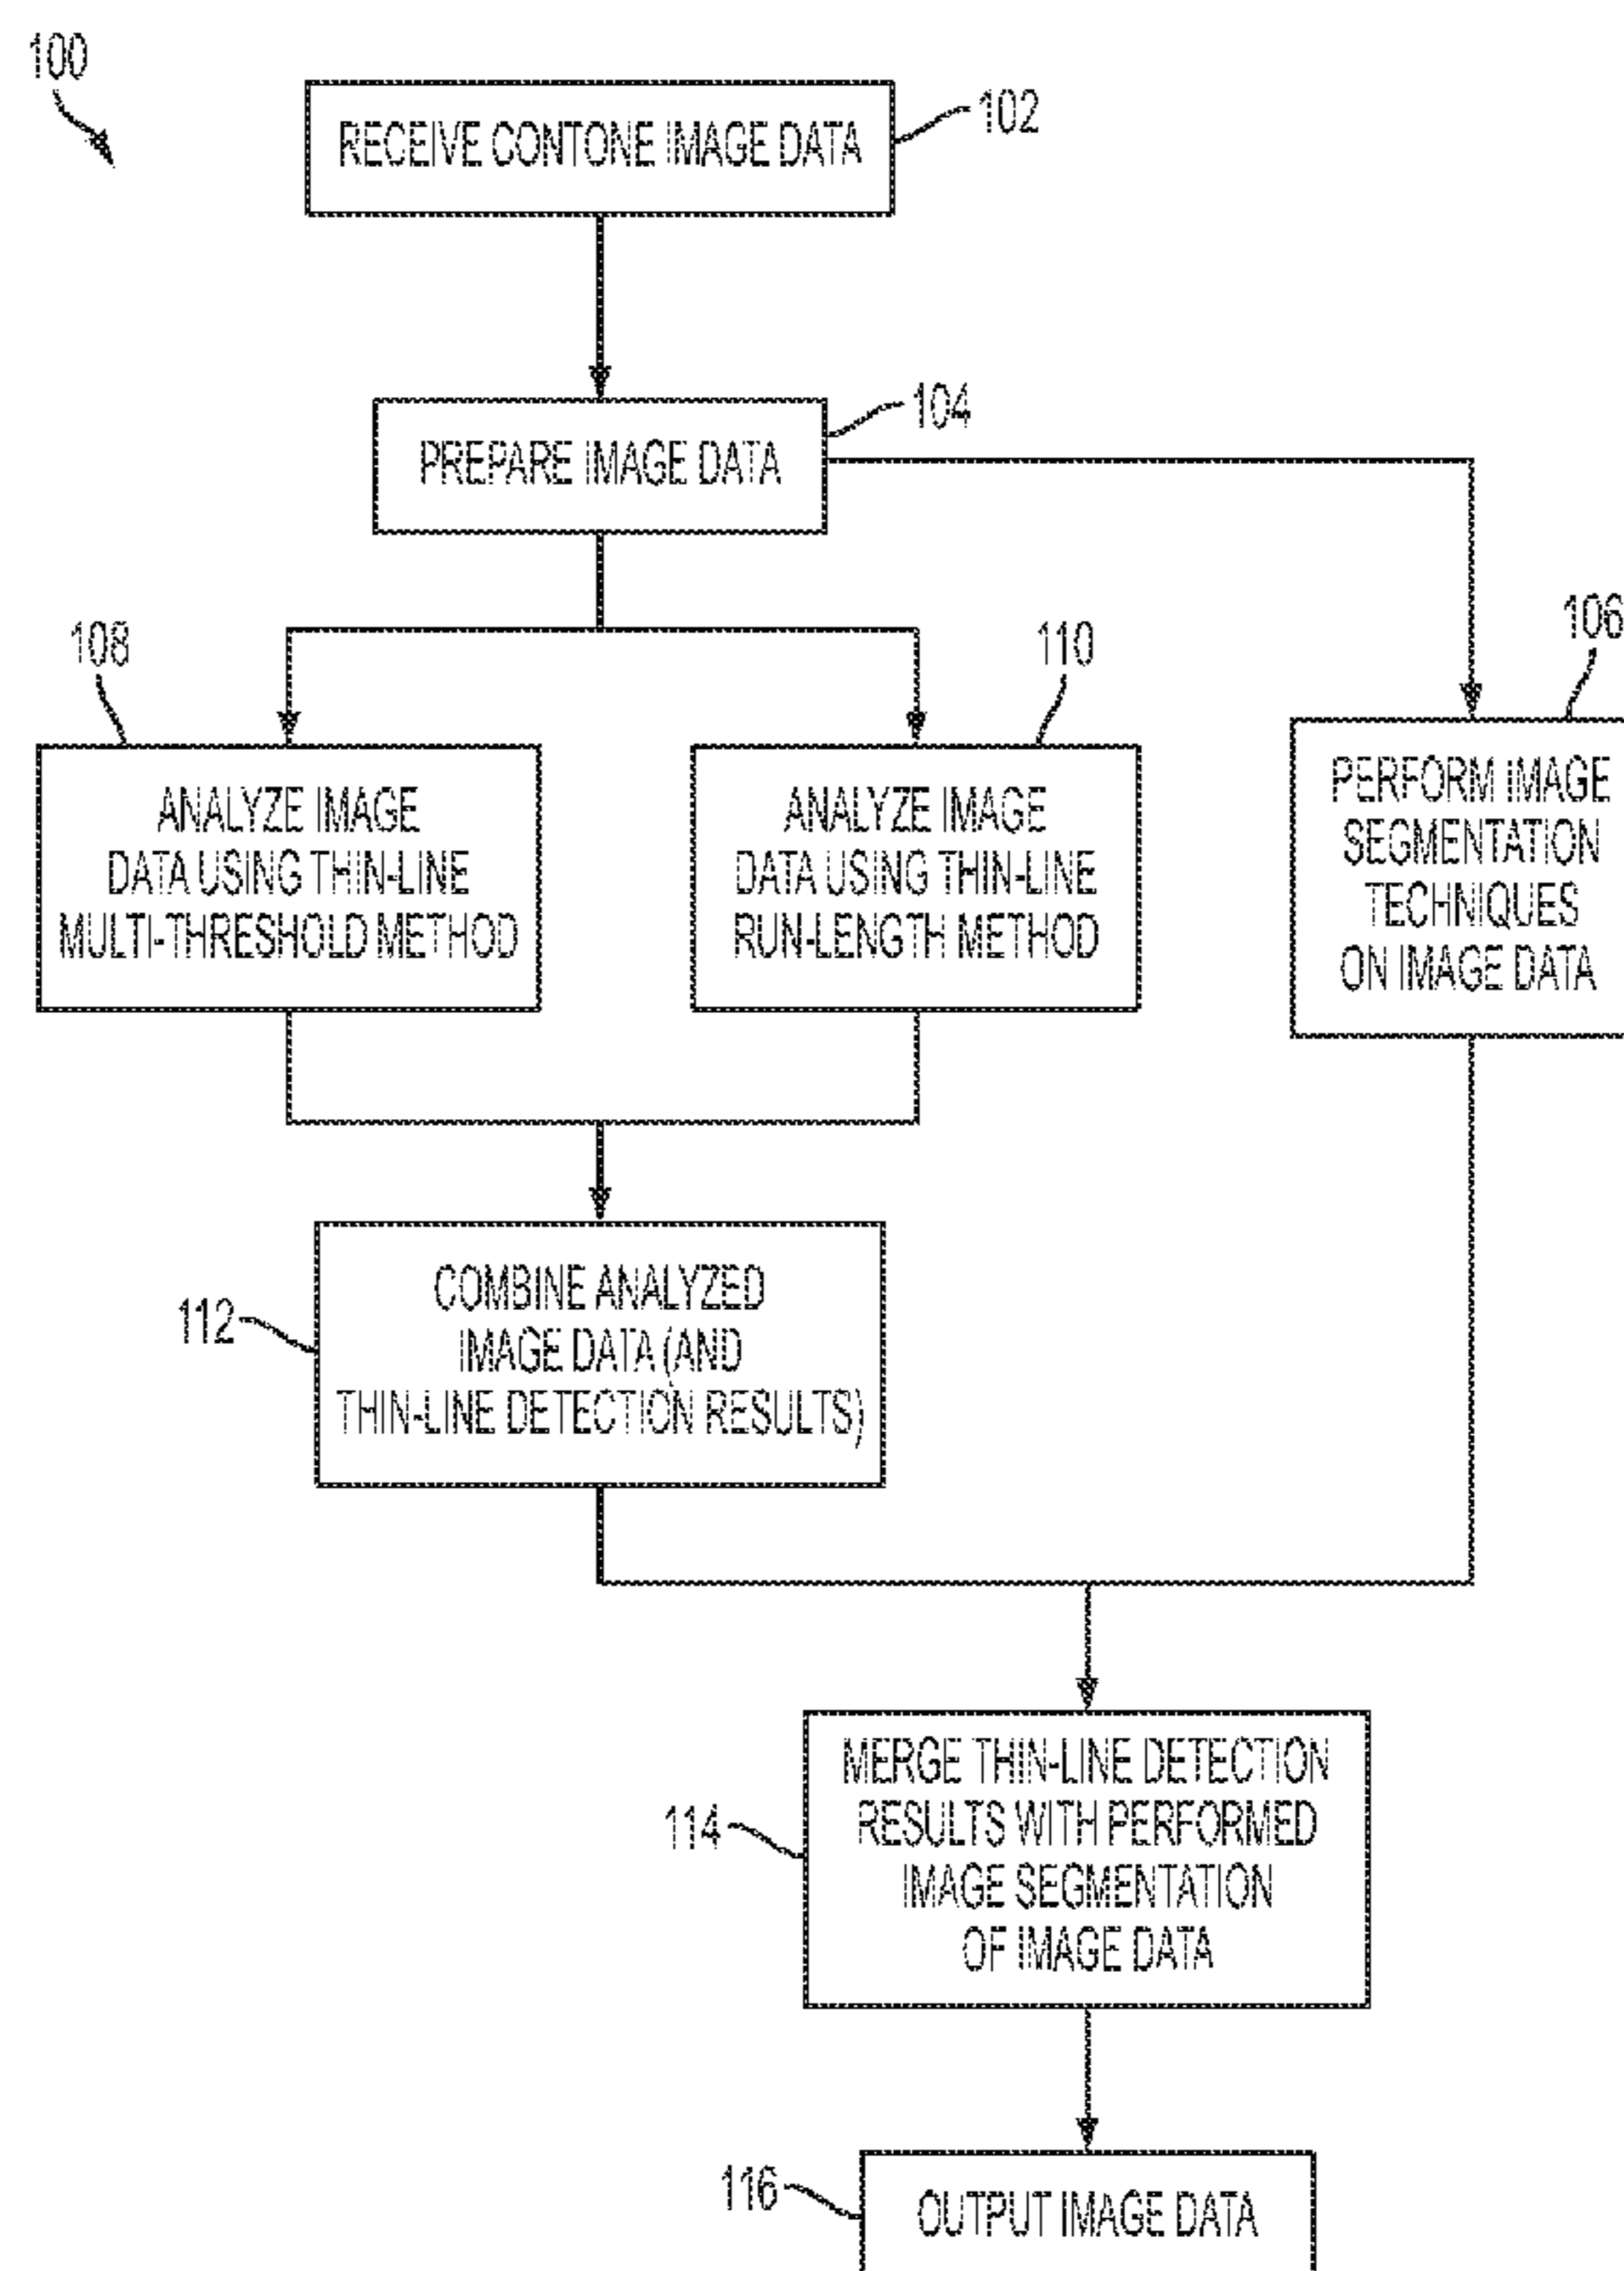 100
RECEIVE CONTONE IMAGE DATA
102
PREPARE IMAGE DATA
104
108
ANALYZE IMAGE
DATA USING THIN-LINE
MULTI-THRESHOLD METHOD
110
ANALYZE IMAGE
DATA USING THIN-LINE
RUN-LENGTH METHOD
106
PERFORM IMAGE
SEGMENTATION
TECHNIQUES
ON IMAGE DATA
112
COMBINE ANALYZED
IMAGE DATA (AND
THIN-LINE DETECTION RESULTS)
114
MERGE THIN-LINE DETECTION
RESULTS WITH PERFORMED
IMAGE SEGMENTATION
OF IMAGE DATA
116
OUTPUT IMAGE DATA